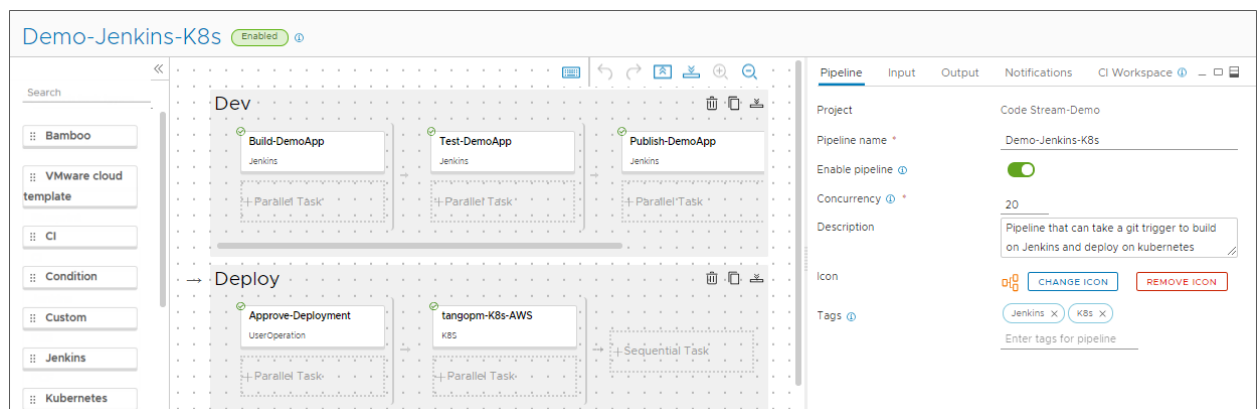 Demo-Jenkins-K8s Enabled
Search
Bamboo
VMware cloud
template
CI
Condition
Custom
Jenkins
Kubernetes
Dev
Build-DemoApp
Jenkins
+ Parallel Task
Test-DemoApp
Jenkins
+ Parallel Task
Publish-DemoApp
Jenkins
+ Parallel Task
Deploy
Approve-Deployment
UserOperation
+ Parallel Task
tangopm-K8s-AWS
K8S
+ Parallel Task
+ Sequential Task
Pipeline Input Output Notifications CI Workspace
Project Code Stream-Demo
Pipeline name * Demo-Jenkins-K8s
Enable pipeline
Concurrency * 20
Description Pipeline that can take a git trigger to build
on Jenkins and deploy on kubernetes
Icon CHANGE ICON REMOVE ICON
Tags Jenkins X K8s X
Enter tags for pipeline